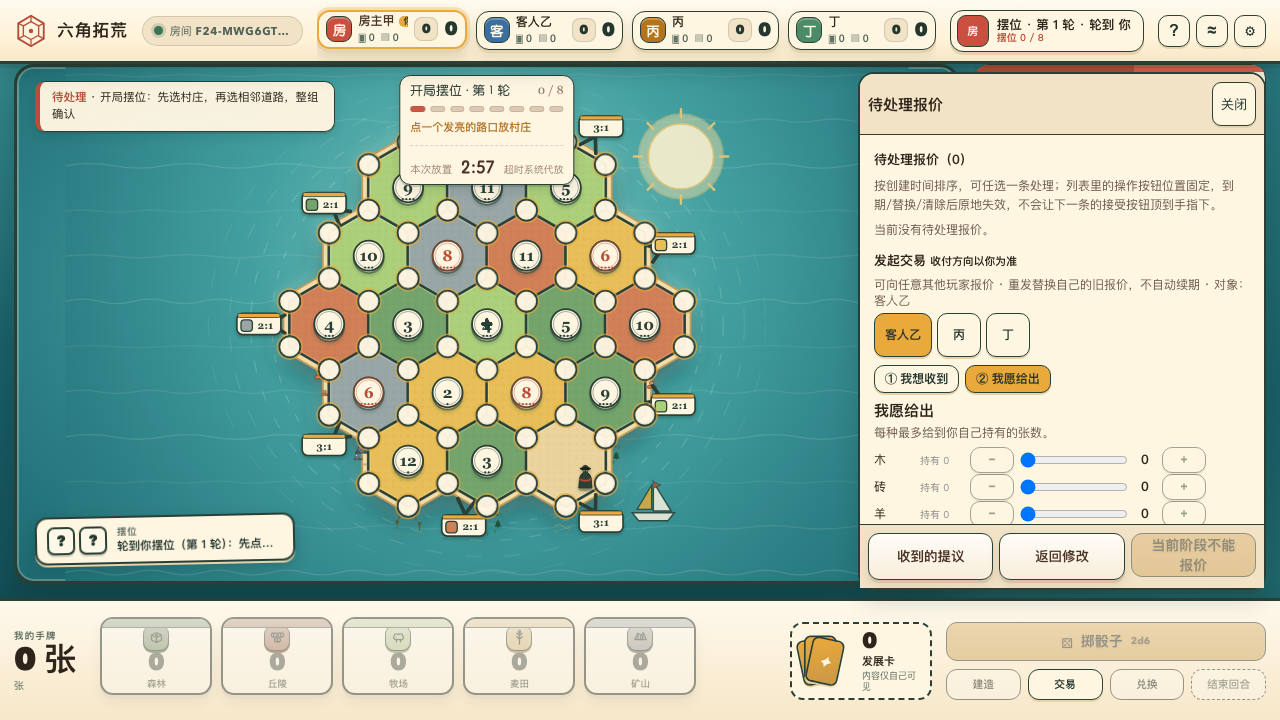 六角拓荒
房间 F24-MWG6GT...
房 房主甲 0 0 0 0
客 客人乙 0 0 0 0
丙 丙 0 0 0 0
丁 丁 0 0 0 0
房 摆位 · 第 1 轮 · 轮到 你
摆位 0 / 8
? ≈
待处理 · 开局摆位：先选村庄，再选相邻道路，整组
确认
开局摆位 · 第 1 轮 0 / 8
点一个发亮的路口放村庄
本次放置 2:57 超时系统代放
3:1
9 11 5
2:1
10 8 11 6
2:1
2:1
4 3 5 10
6 2 8 9
2:1
3:1
12 3
2:1
3:1
? ?
摆位
轮到你摆位（第 1 轮）：先点...
待处理报价
关闭
待处理报价（0）
按创建时间排序，可任选一条处理；列表里的操作按钮位置固定，到
期/替换/清除后原地失效，不会让下一条的接受按钮顶到手指下。
当前没有待处理报价。
发起交易 收付方向以你为准
可向任意其他玩家报价 · 重发替换自己的旧报价，不自动续期 · 对象：
客人乙
客人乙 丙 丁
① 我想收到 ② 我愿给出
我愿给出
每种最多给到你自己持有的张数。
木 持有 0 − 0 +
砖 持有 0 − 0 +
羊 持有 0 − 0 +
收到的提议 返回修改 当前阶段不能
报价
我的手牌
0 张
张
0
森林
0
丘陵
0
牧场
0
麦田
0
矿山
0
发展卡
内容仅自己可
见
掷骰子 2d6
建造 交易 兑换 结束回合